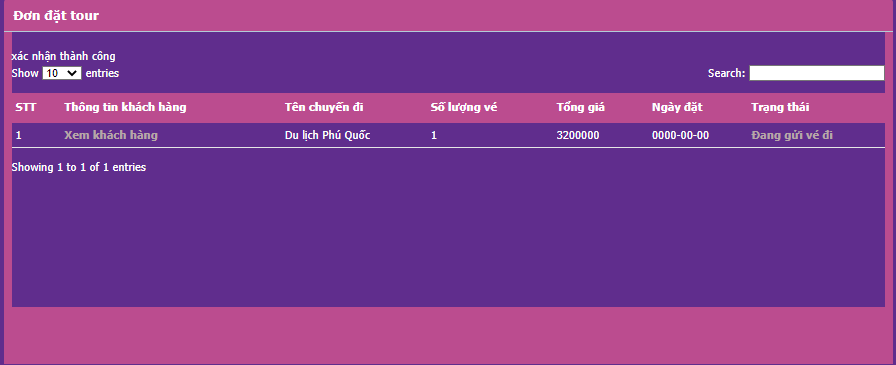 Đơn đặt tour
xác nhận thành công
Show 10 entries Search:
STT Thông tin khách hàng Tên chuyến đi Số lượng vé Tổng giá Ngày đặt Trạng thái
1 Xem khách hàng Du lịch Phú Quốc 1 3200000 0000-00-00 Đang gửi vé đi
Showing 1 to 1 of 1 entries